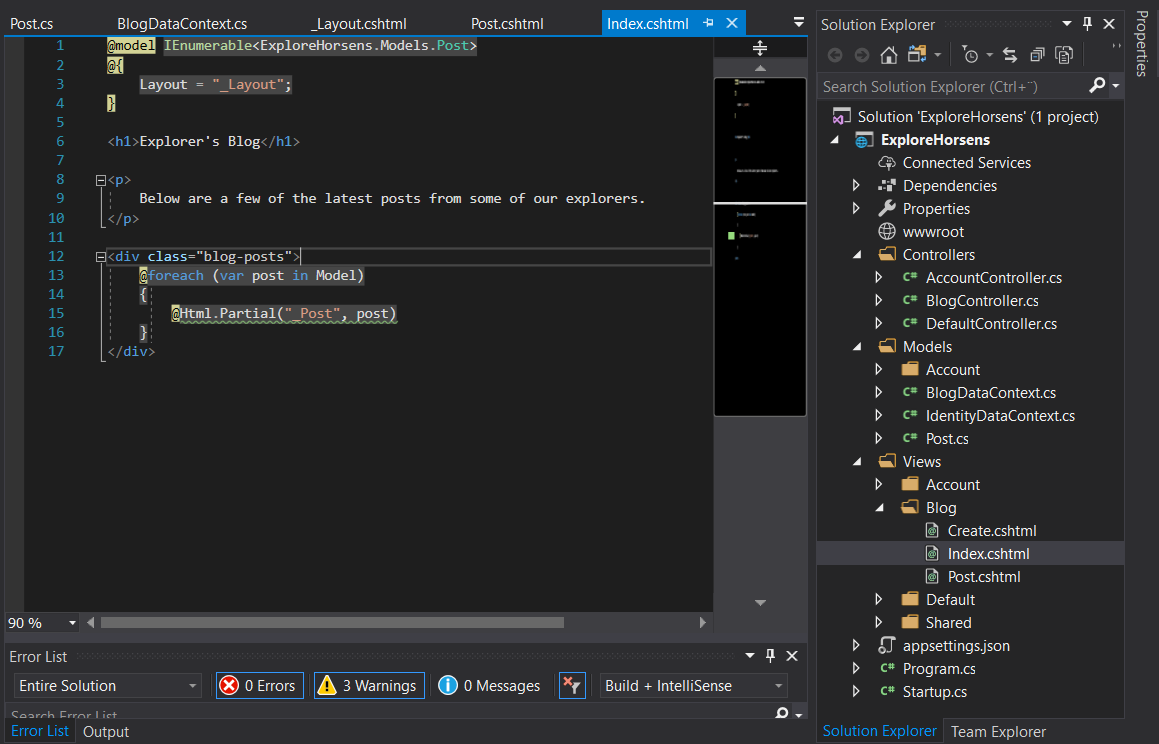 Post.cs BlogDataContext.cs _Layout.cshtml Post.cshtml Index.cshtml
1 @model IEnumerable<ExploreHorsens.Models.Post>
2 @{
3 Layout = "_Layout";
4 }
5
6 <h1>Explorer's Blog</h1>
7
8 <p>
9 Below are a few of the latest posts from some of our explorers.
10 </p>
11
12 <div class="blog-posts">
13 @foreach (var post in Model)
14 {
15 @Html.Partial("_Post", post)
16 }
17 </div>
90 %
Error List
Entire Solution 0 Errors 3 Warnings 0 Messages Build + IntelliSense
Search Error List
Error List Output
Solution Explorer
Search Solution Explorer (Ctrl+¨)
Solution 'ExploreHorsens' (1 project)
ExploreHorsens
Connected Services
Dependencies
Properties
wwwroot
Controllers
C# AccountController.cs
C# BlogController.cs
C# DefaultController.cs
Models
Account
C# BlogDataContext.cs
C# IdentityDataContext.cs
C# Post.cs
Views
Account
Blog
Create.cshtml
Index.cshtml
Post.cshtml
Default
Shared
appsettings.json
C# Program.cs
C# Startup.cs
Solution Explorer Team Explorer
Properties